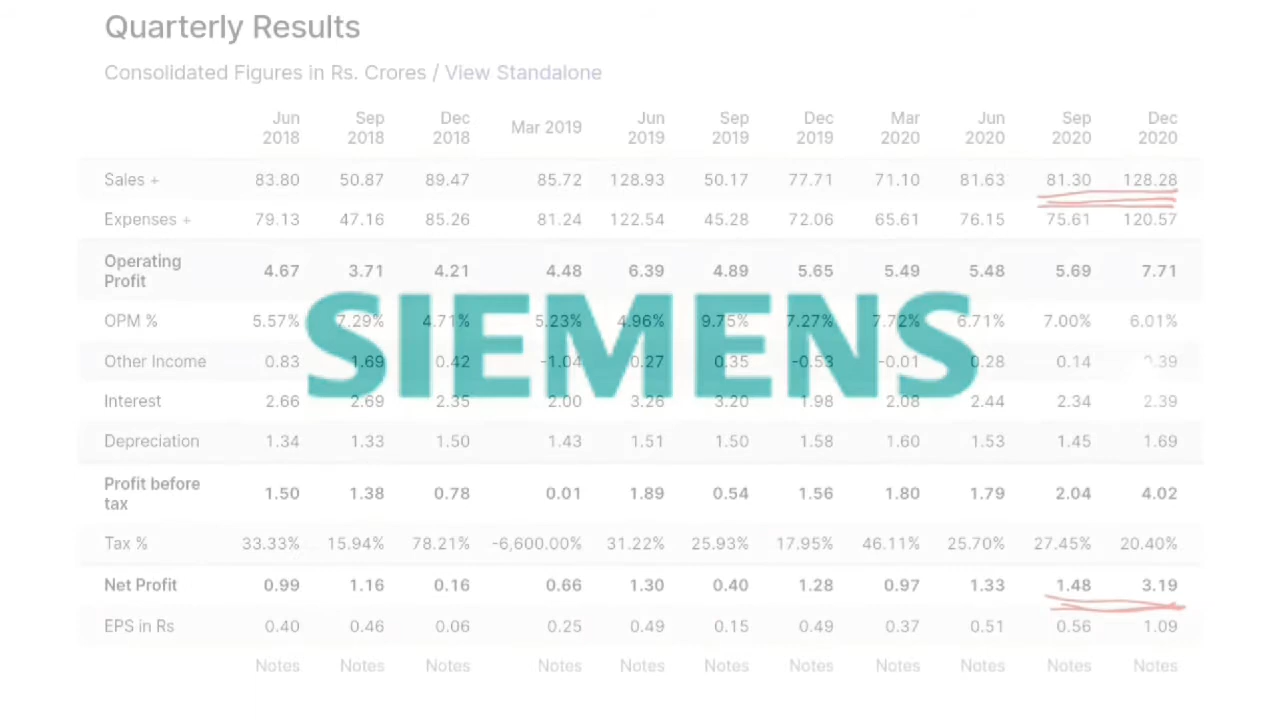 Quarterly Results
Consolidated Figures in Rs. Crores / View Standalone
Jun 2018 Sep 2018 Dec 2018 Mar 2019 Jun 2019 Sep 2019 Dec 2019 Mar 2020 Jun 2020 Sep 2020 Dec 2020
Sales + 83.80 50.87 89.47 85.72 128.93 50.17 77.71 71.10 81.63 81.30 128.28
Expenses + 79.13 47.16 85.26 81.24 122.54 45.28 72.06 65.61 76.15 75.61 120.57
Operating Profit 4.67 3.71 4.21 4.48 6.39 4.89 5.65 5.49 5.48 5.69 7.71
SIEMENS
OPM % 5.57% 7.29% 4.71% 5.23% 4.96% 9.75% 7.27% 7.72% 6.71% 7.00% 6.01%
Other Income 0.83 1.69 0.42 -1.04 0.27 0.35 -0.53 -0.01 0.28 0.14 0.39
Interest 2.66 2.69 2.35 2.00 3.26 3.20 1.98 2.08 2.44 2.34 2.39
Depreciation 1.34 1.33 1.50 1.43 1.51 1.50 1.58 1.60 1.53 1.45 1.69
Profit before tax 1.50 1.38 0.78 0.01 1.89 0.54 1.56 1.80 1.79 2.04 4.02
Tax % 33.33% 15.94% 78.21% -6,600.00% 31.22% 25.93% 17.95% 46.11% 25.70% 27.45% 20.40%
Net Profit 0.99 1.16 0.16 0.66 1.30 0.40 1.28 0.97 1.33 1.48 3.19
EPS in Rs 0.40 0.46 0.06 0.25 0.49 0.15 0.49 0.37 0.51 0.56 1.09
Notes Notes Notes Notes Notes Notes Notes Notes Notes Notes Notes